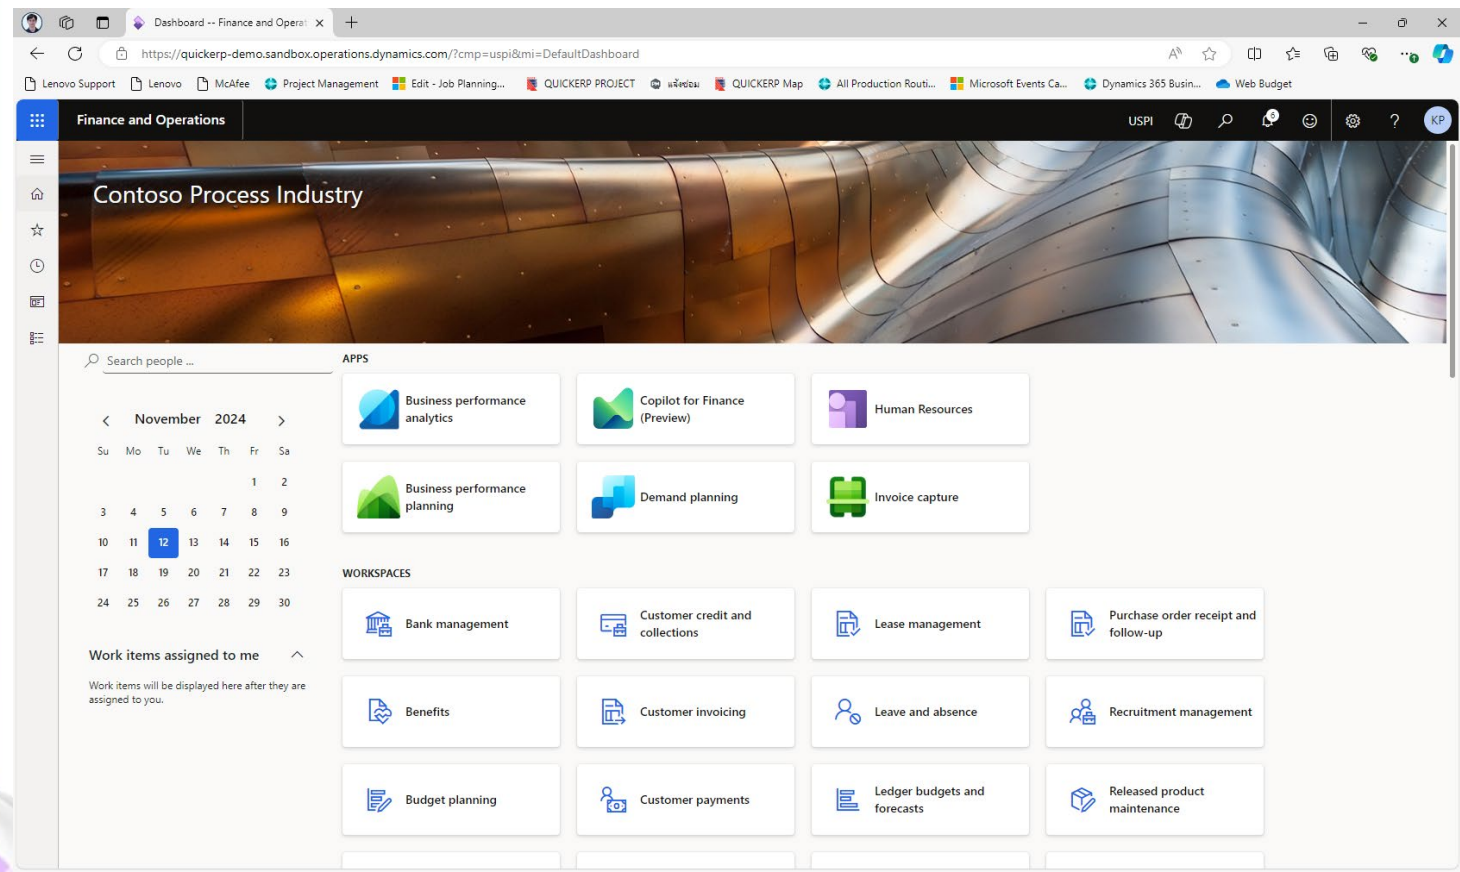 Dashboard -- Finance and Operat
https://quickerp-demo.sandbox.operations.dynamics.com/?cmp=uspi&mi=DefaultDashboard
Lenovo Support
Lenovo
McAfee
Project Management
Edit - Job Planning...
QUICKERP PROJECT
แจ้งซ่อม
QUICKERP Map
All Production Routi...
Microsoft Events Ca...
Dynamics 365 Busin...
Web Budget
Finance and Operations
USPI
6
?
KP
Contoso Process Industry
Search people ...
November 2024
Su Mo Tu We Th Fr Sa
1 2
3 4 5 6 7 8 9
10 11 12 13 14 15 16
17 18 19 20 21 22 23
24 25 26 27 28 29 30
Work items assigned to me
Work items will be displayed here after they are
assigned to you.
APPS
Business performance
analytics
Copilot for Finance
(Preview)
Human Resources
Business performance
planning
Demand planning
Invoice capture
WORKSPACES
Bank management
Customer credit and
collections
Lease management
Purchase order receipt and
follow-up
Benefits
Customer invoicing
Leave and absence
Recruitment management
Budget planning
Customer payments
Ledger budgets and
forecasts
Released product
maintenance